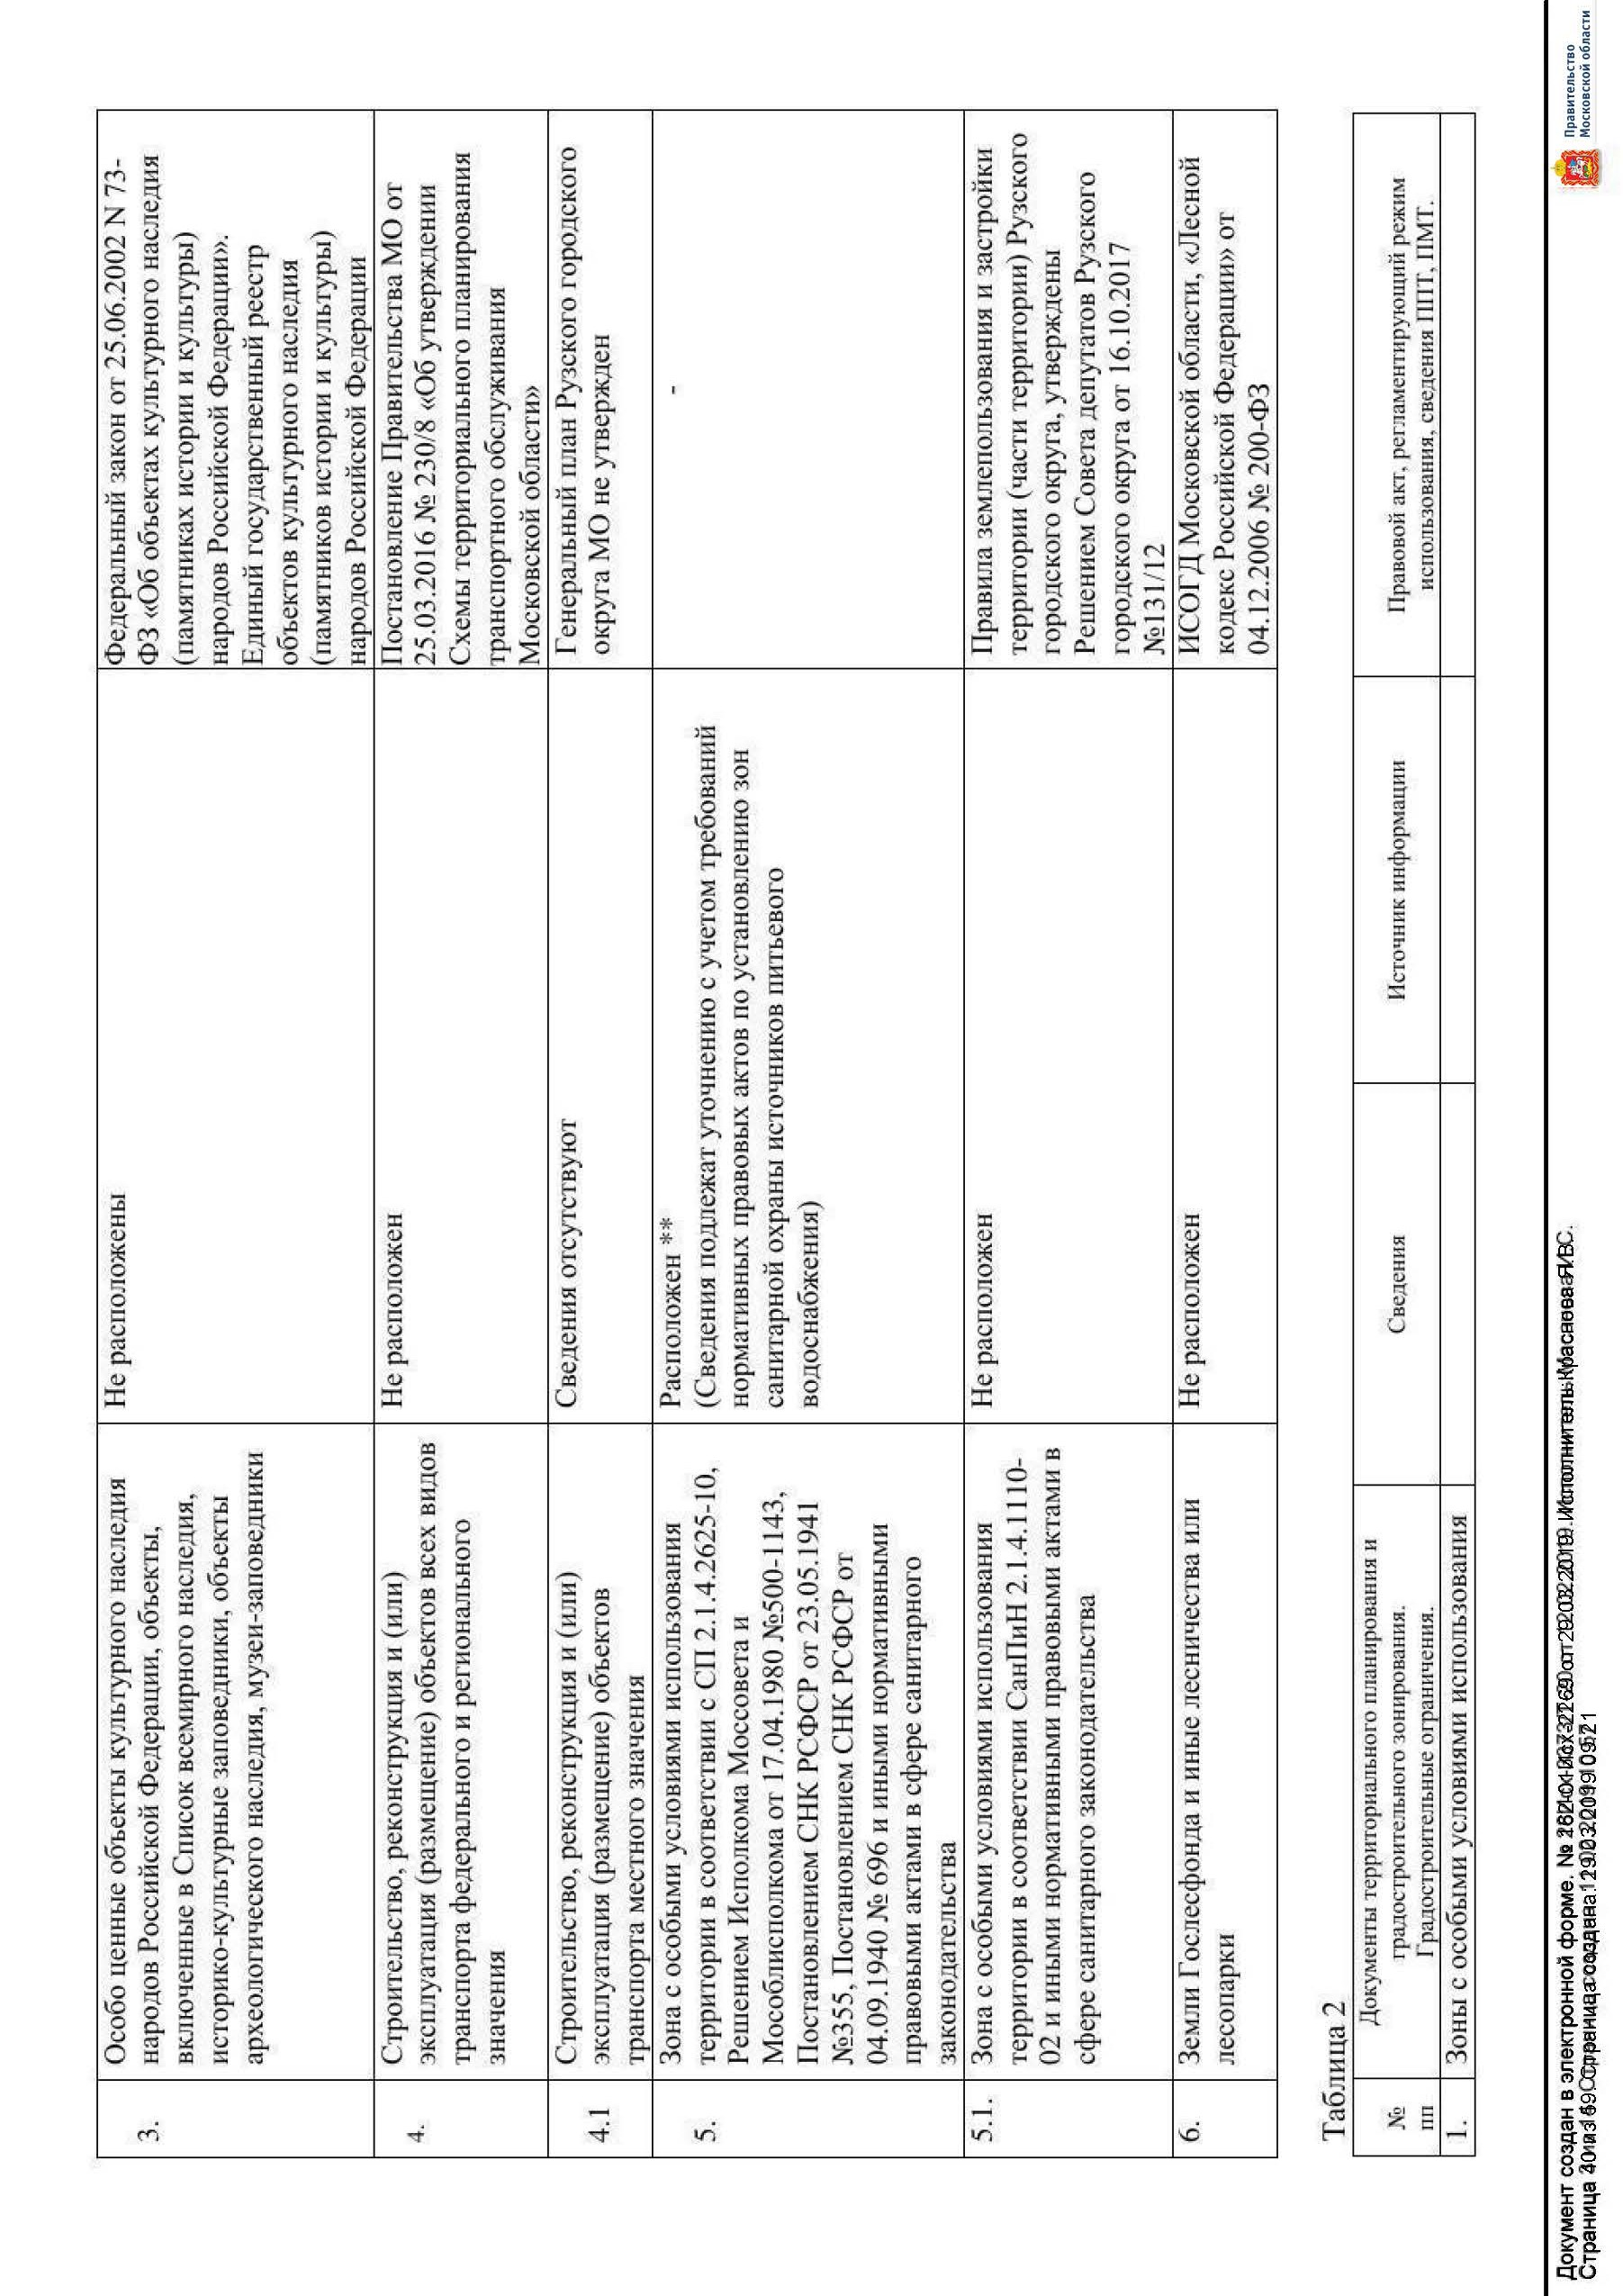 3.
Особо ценные объекты культурного наследия
народов Российской Федерации, объекты,
включенные в Список всемирного наследия,
историко-культурные заповедники, объекты
археологического наследия, музеи-заповедники
Не расположены
Федеральный закон от 25.06.2002 N 73-
ФЗ «Об объектах культурного наследия
(памятниках истории и культуры)
народов Российской Федерации».
Единый государственный реестр
объектов культурного наследия
(памятников истории и культуры)
народов Российской Федерации
4.
Строительство, реконструкция и (или)
эксплуатация (размещение) объектов всех видов
транспорта федерального и регионального
значения
Не расположен
Постановление Правительства МО от
25.03.2016 № 230/8 «Об утверждении
Схемы территориального планирования
транспортного обслуживания
Московской области»
4.1
Строительство, реконструкция и (или)
эксплуатация (размещение) объектов
транспорта местного значения
Сведения отсутствуют
Генеральный план Рузского городского
округа МО не утвержден
5.
Зона с особыми условиями использования
территории в соответствии с СП 2.1.4.2625-10,
Решением Исполкома Моссовета и
Мособлисполкома от 17.04.1980 №500-1143,
Постановлением СНК РСФСР от 23.05.1941
№355, Постановлением СНК РСФСР от
04.09.1940 № 696 и иными нормативными
правовыми актами в сфере санитарного
законодательства
Расположен **
(Сведения подлежат уточнению с учетом требований
нормативных правовых актов по установлению зон
санитарной охраны источников питьевого
водоснабжения)
-
5.1.
Зона с особыми условиями использования
территории в соответствии СанПиН 2.1.4.1110-
02 и иными нормативными правовыми актами в
сфере санитарного законодательства
Не расположен
Правила землепользования и застройки
территории (части территории) Рузского
городского округа, утверждены
Решением Совета депутатов Рузского
городского округа от 16.10.2017
№131/12
6.
Земли Гослесфонда и иные лесничества или
лесопарки
Не расположен
ИСОГД Московской области, «Лесной
кодекс Российской Федерации» от
04.12.2006 № 200-ФЗ
Таблица 2
№
пп
Документы территориального планирования и
градостроительного зонирования.
Градостроительные ограничения.
Сведения
Источник информации
Правовой акт, регламентирующий режим
использования, сведения ППТ, ПМТ.
1.
Зоны с особыми условиями использования
Документ создан в электронной форме. №
Страница
Правительство
Московской области